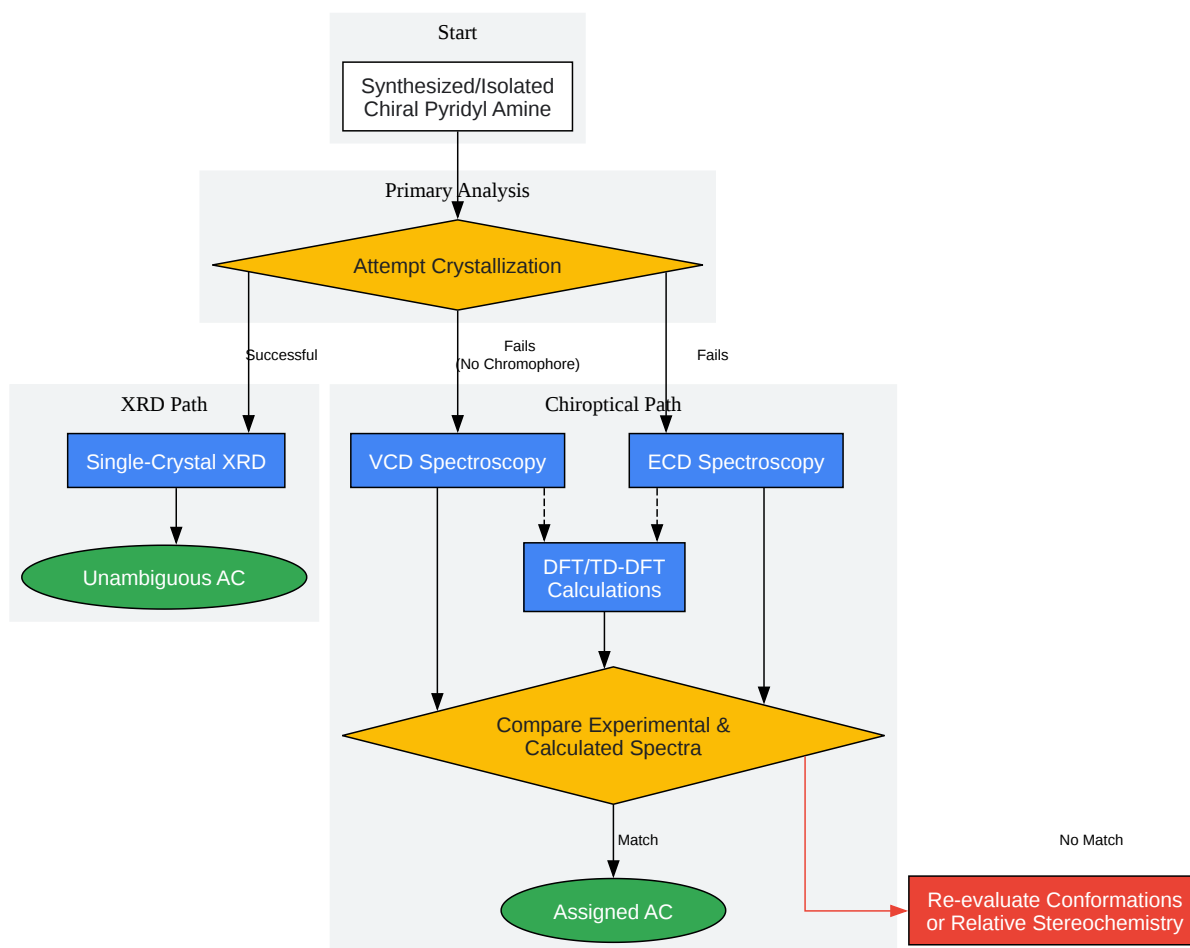 Start
Synthesized/Isolated
Chiral Pyridyl Amine
Primary Analysis
Attempt Crystallization
Successful
Fails
(No Chromophore)
Fails
XRD Path
Chiroptical Path
Single-Crystal XRD
VCD Spectroscopy
ECD Spectroscopy
Unambiguous AC
DFT/TD-DFT
Calculations
Compare Experimental &
Calculated Spectra
Match
No Match
Assigned AC
Re-evaluate Conformations
or Relative Stereochemistry